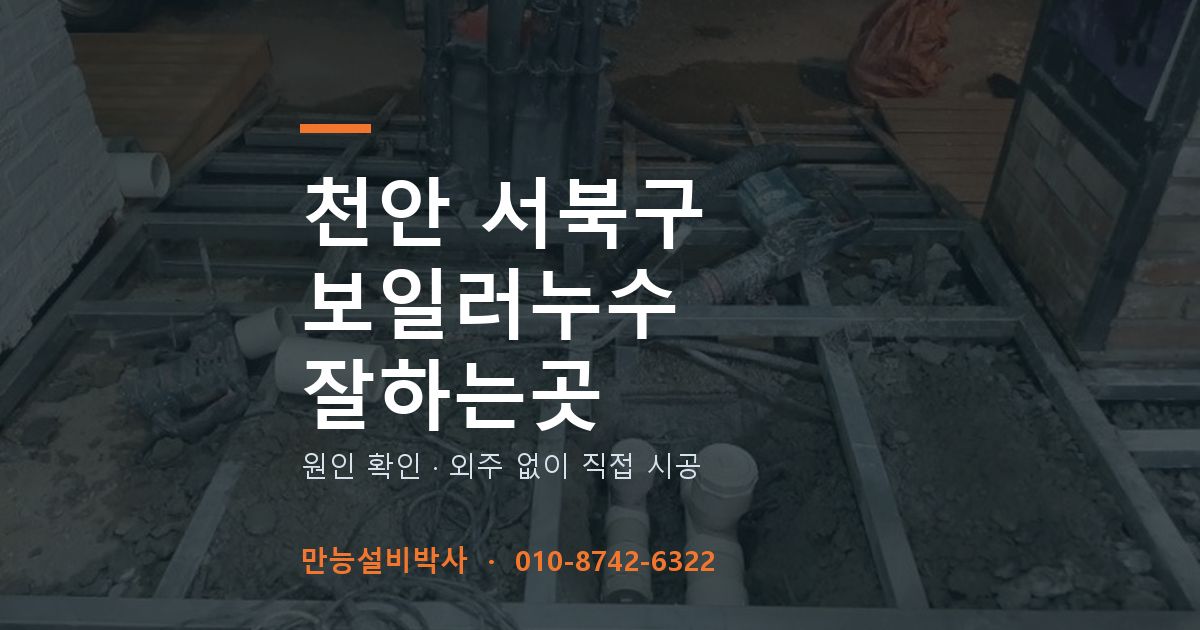 천안 서북구
보일러누수
잘하는곳
원인 확인 · 외주 없이 직접 시공
만능설비박사 · 010-8742-6322